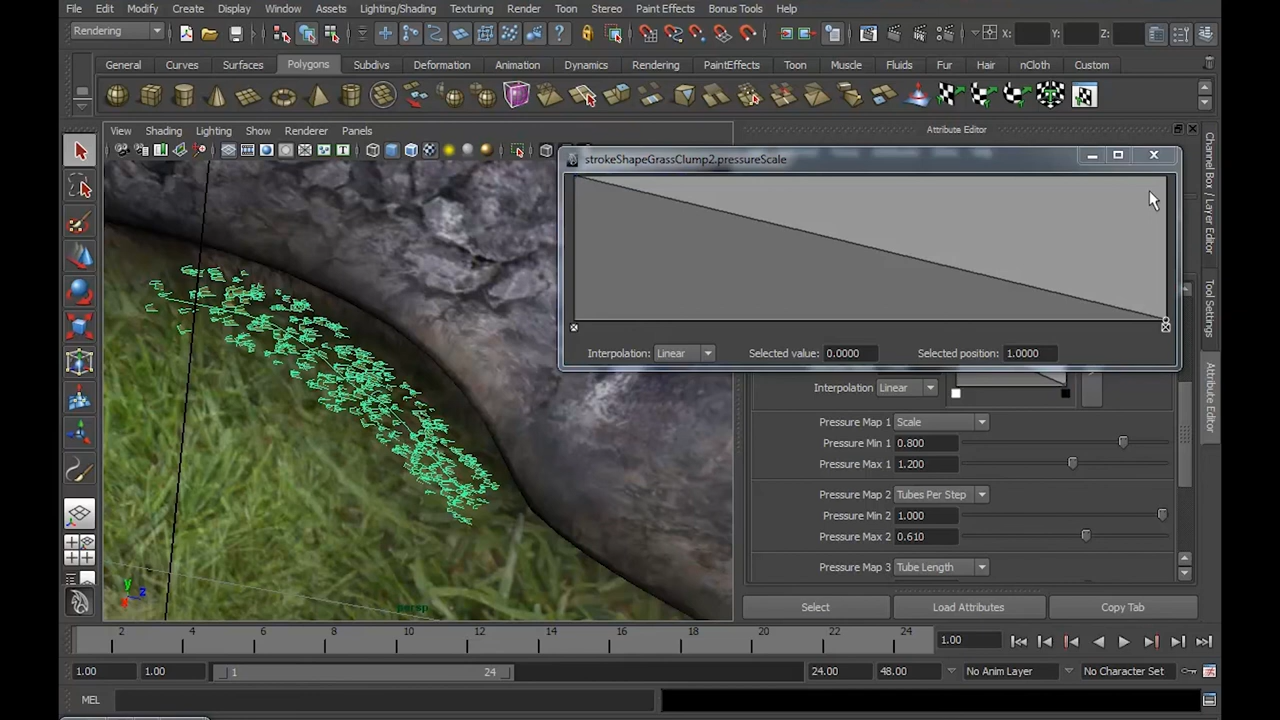 File Edit Modify Create Display Window Assets Lighting/Shading Texturing Render Toon Stereo Paint Effects Bonus Tools Help
Rendering X: Y: Z:
General Curves Surfaces Polygons Subdivs Deformation Animation Dynamics Rendering PaintEffects Toon Muscle Fluids Fur Hair nCloth Custom
View Shading Lighting Show Renderer Panels
Attribute Editor
Channel Box / Layer Editor
Tool Settings
Attribute Editor
strokeShapeGrassClump2.pressureScale
Interpolation: Linear Selected value: 0.0000 Selected position: 1.0000
Interpolation Linear
Pressure Map 1 Scale
Pressure Min 1 0.800
Pressure Max 1 1.200
Pressure Map 2 Tubes Per Step
Pressure Min 2 1.000
Pressure Max 2 0.610
Pressure Map 3 Tube Length
y
z
x
persp
Select Load Attributes Copy Tab
2 4 6 8 10 12 14 16 18 20 22 24 1.00
1.00 1.00 1 24 24.00 48.00 No Anim Layer No Character Set
MEL